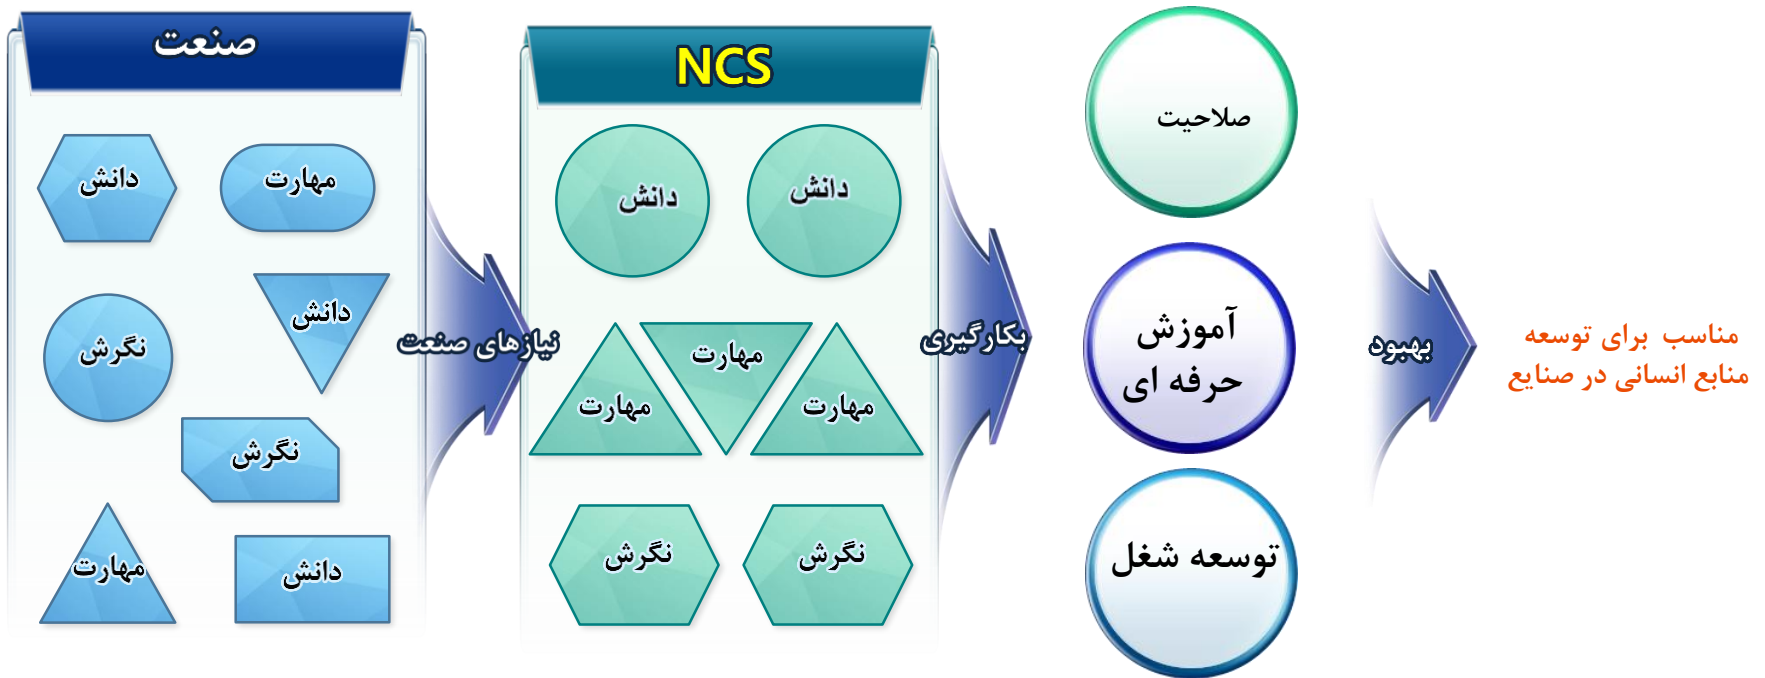 صنعت
دانش
مهارت
دانش
نگرش
نگرش
مهارت
دانش
نیازهای صنعت
NCS
دانش
دانش
مهارت
مهارت
مهارت
نگرش
نگرش
بکارگیری
صلاحیت
آموزش
حرفه ای
توسعه شغل
بهبود
مناسب برای توسعه
منابع انسانی در صنایع